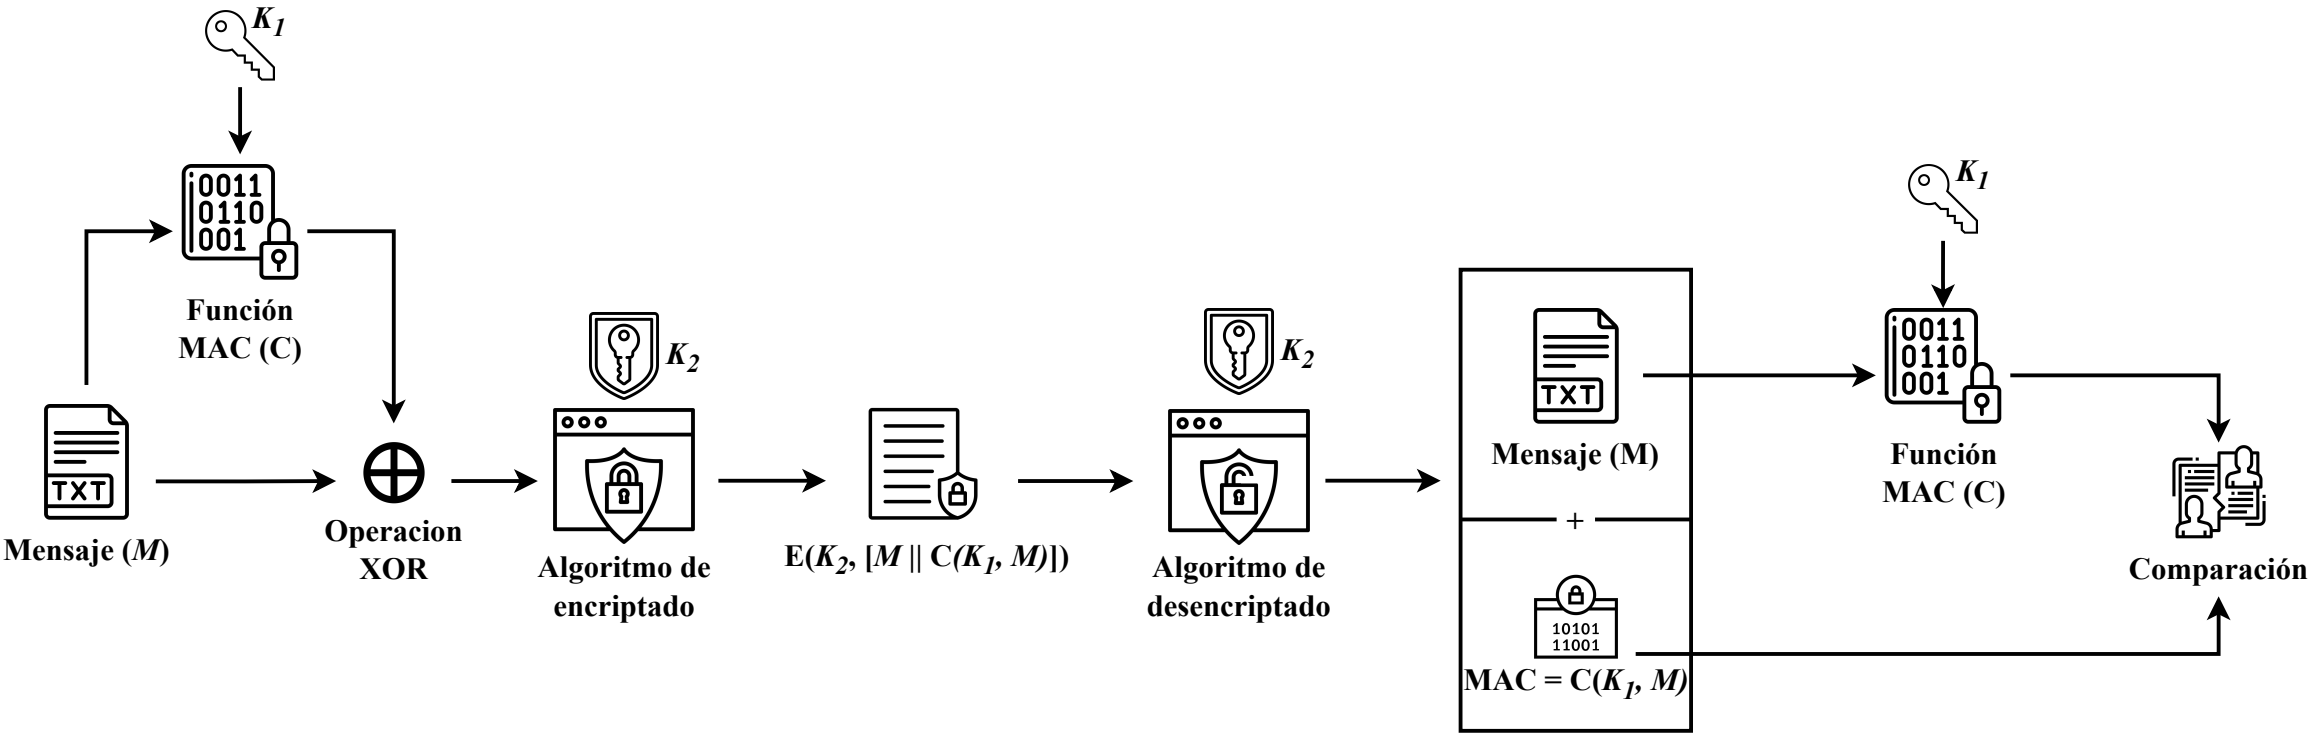 K1
0011
0110
001
Función
MAC (C)
TXT
Mensaje (M)
Operacion
XOR
K2
Algoritmo de
encriptado
E(K2, [M || C(K1, M)])
K2
Algoritmo de
desencriptado
TXT
Mensaje (M)
+
10101
11001
MAC = C(K1, M)
K1
0011
0110
001
Función
MAC (C)
Comparación